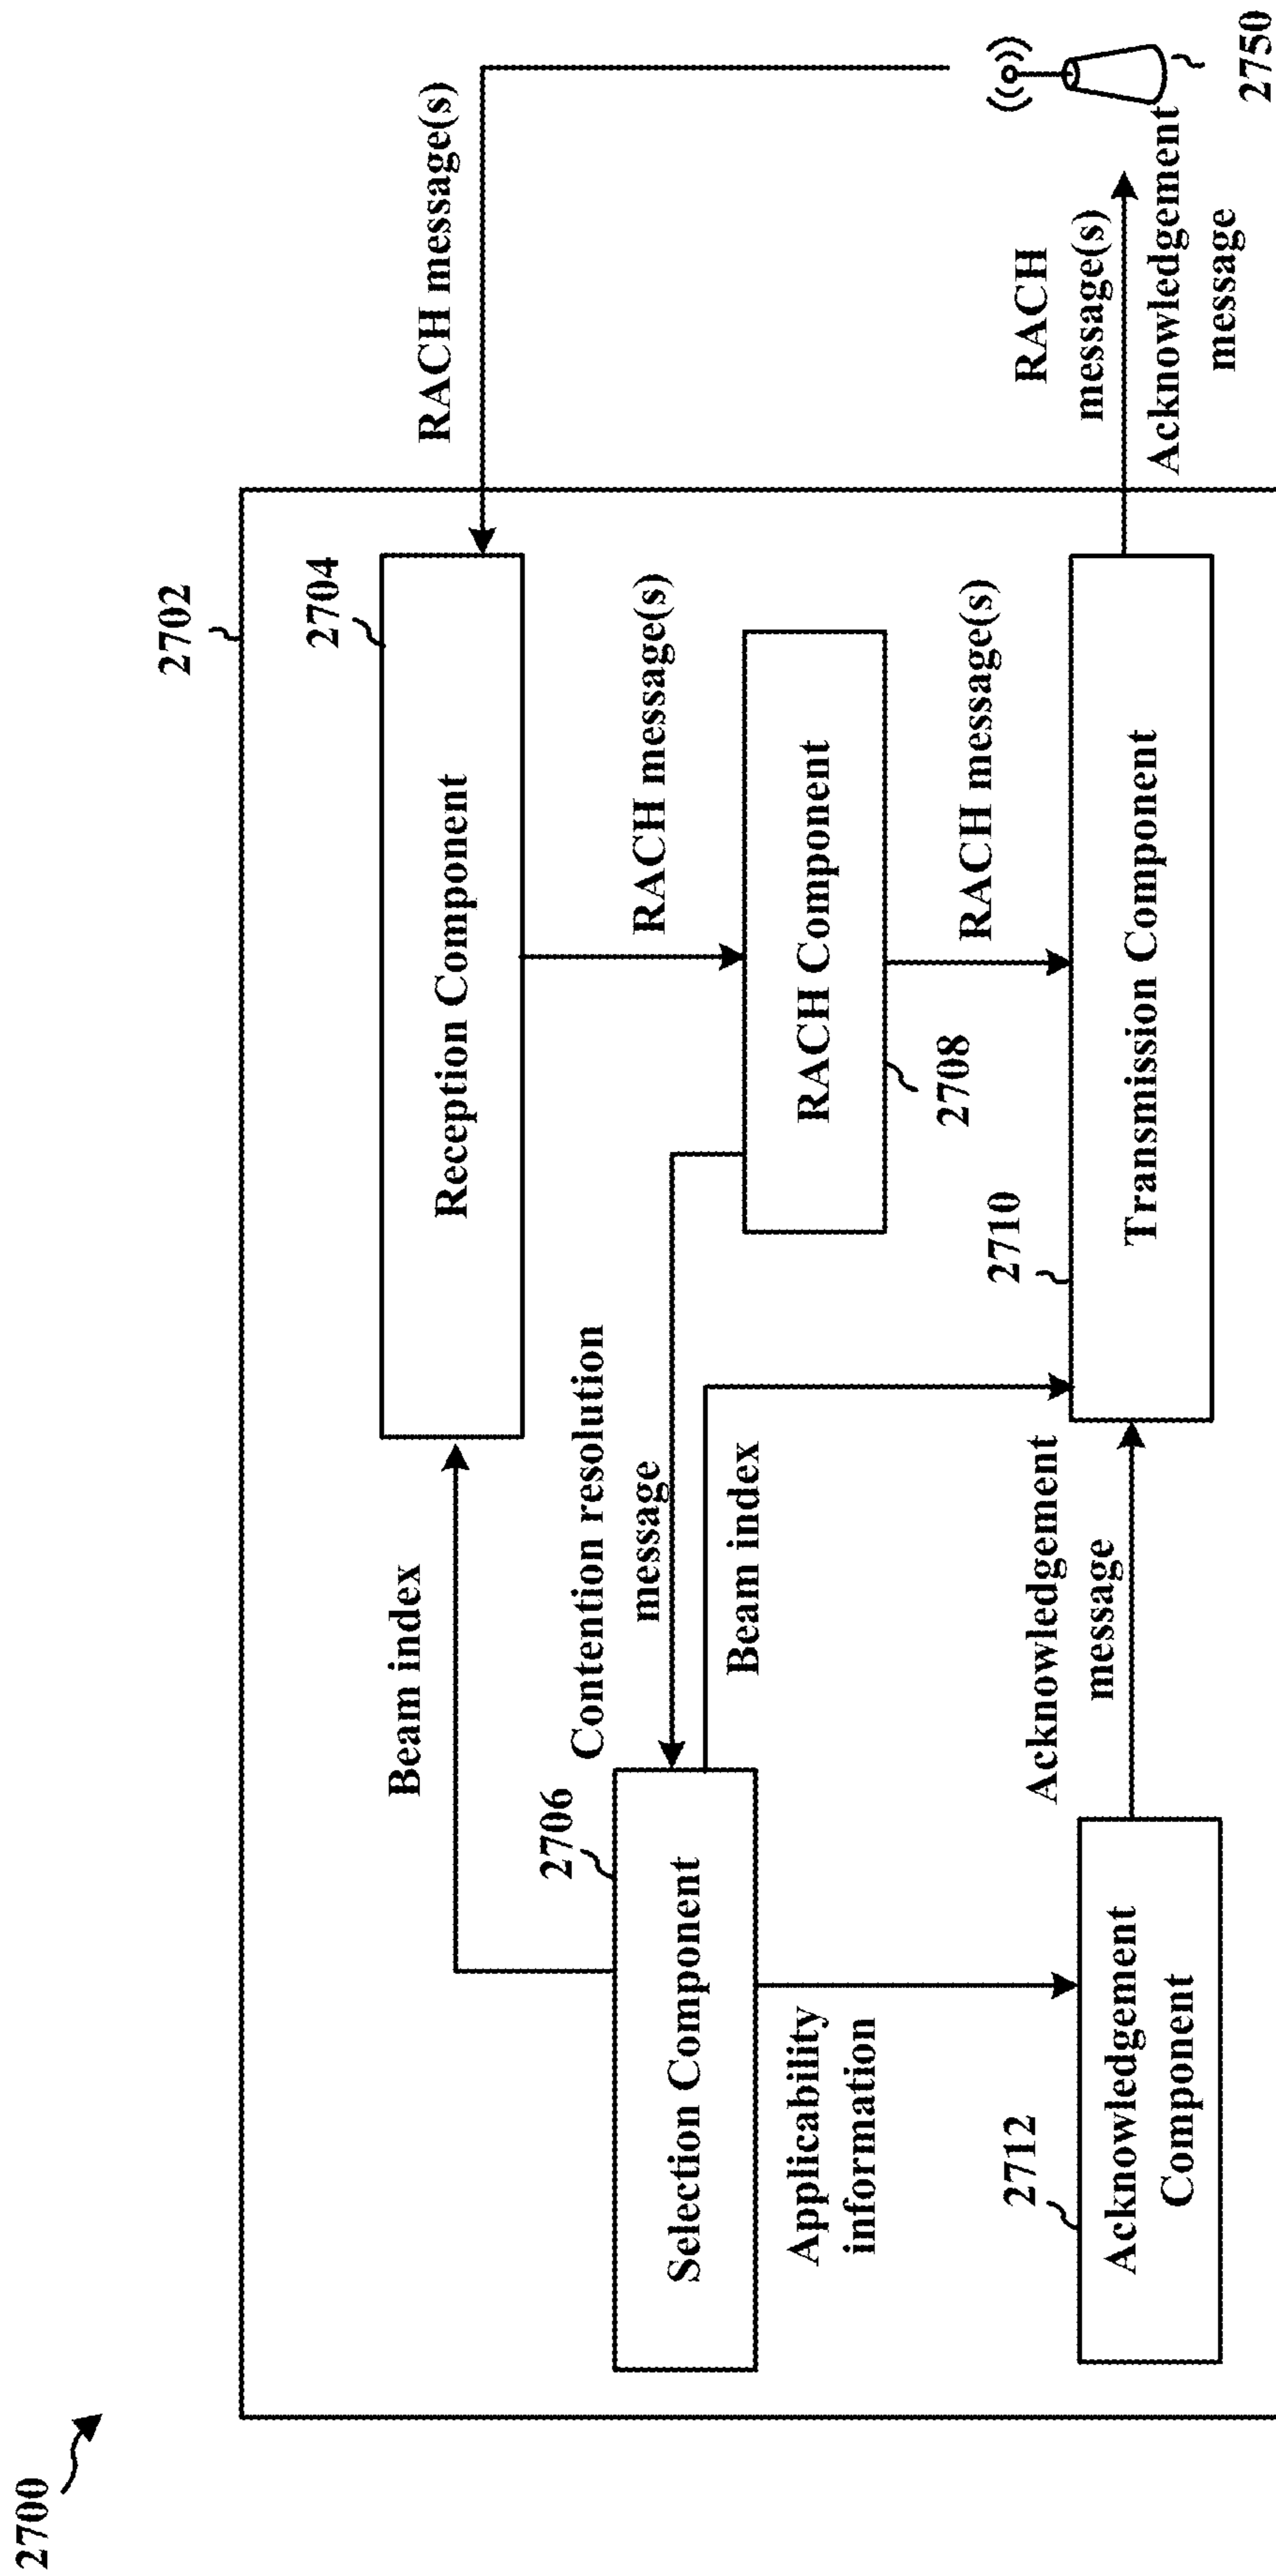 2700
2702
2704
Reception Component
RACH message(s)
Beam index
2706
Selection Component
Contention resolution
message
RACH message(s)
RACH Component
2708
Beam index
Applicability
information
2710
RACH message(s)
Transmission Component
2712
Acknowledgement
Component
Acknowledgement
message
RACH
message(s)
Acknowledgement
message
2750